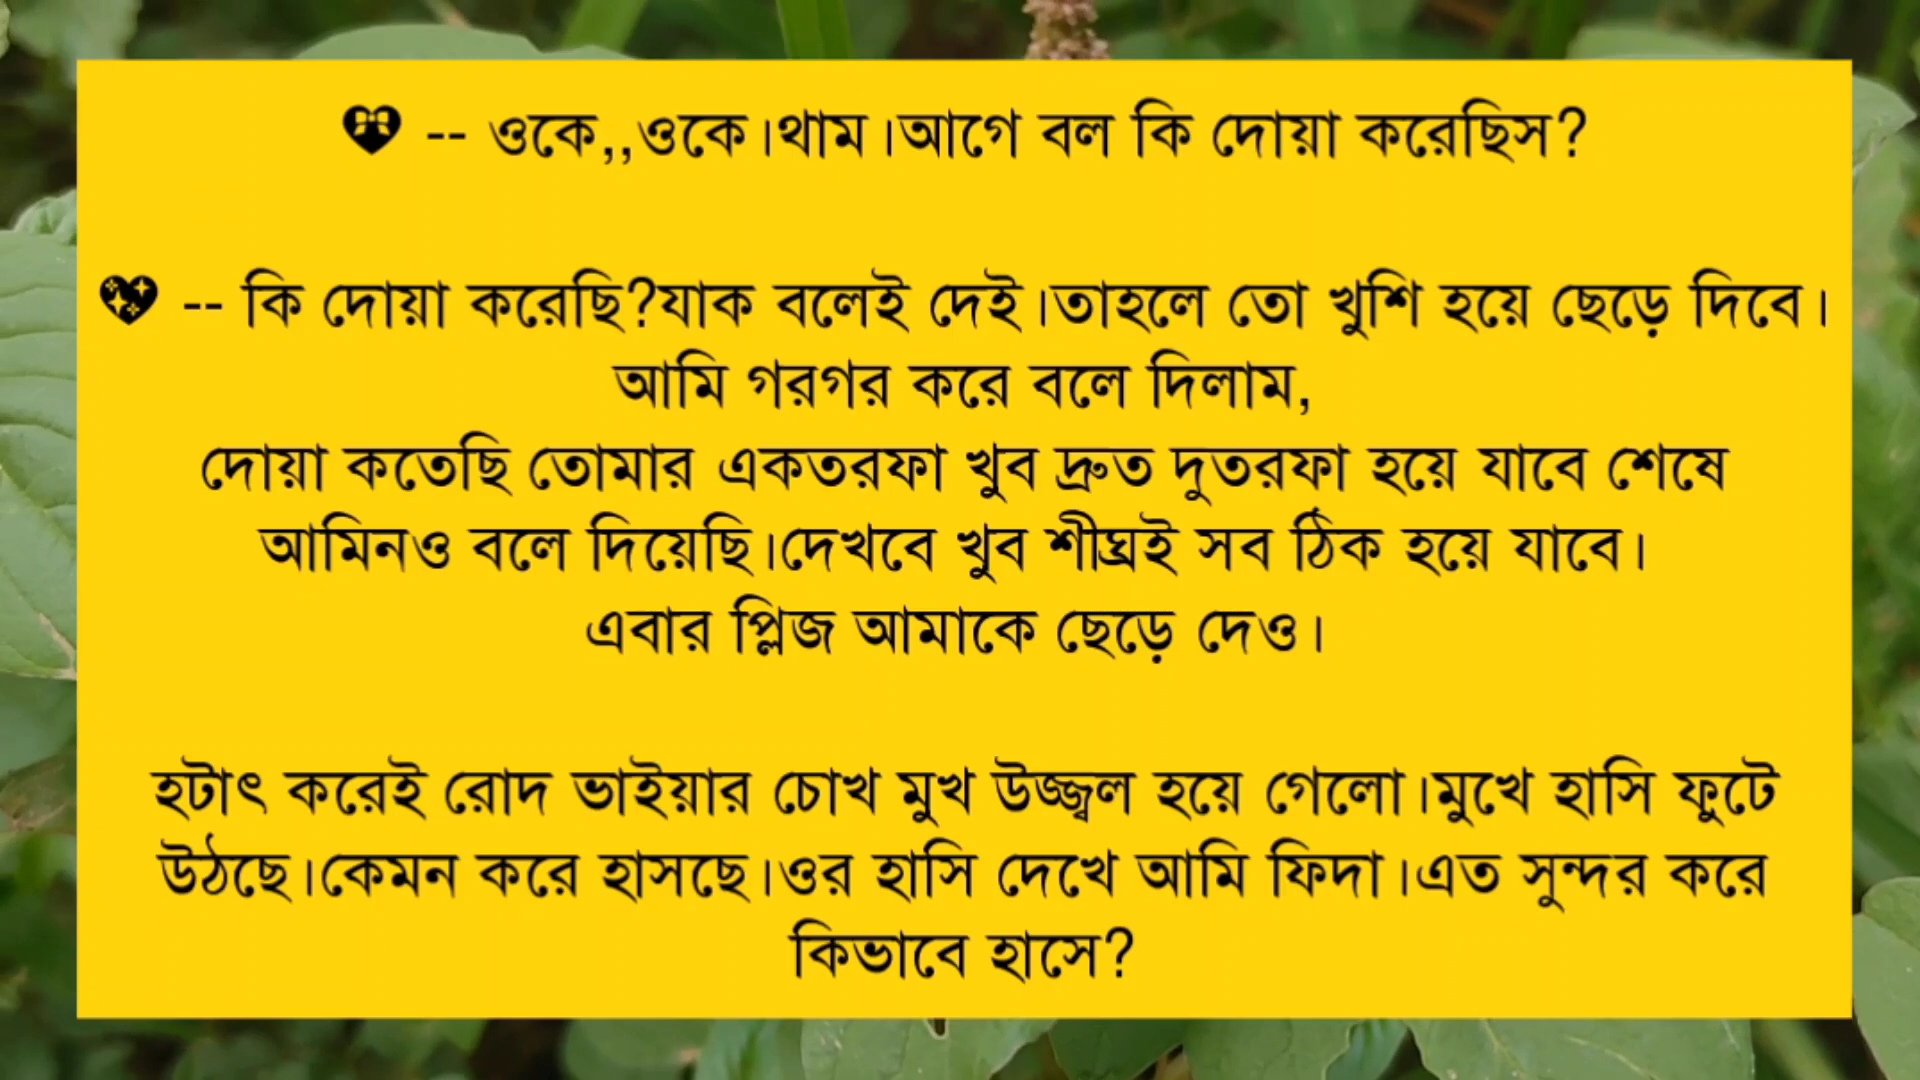 💝 -- ওকে,,ওকে।থাম।আগে বল কি দোয়া করেছিস?
💖 -- কি দোয়া করেছি?যাক বলেই দেই।তাহলে তো খুশি হয়ে ছেড়ে দিবে।
আমি গরগর করে বলে দিলাম,
দোয়া কতেছি তোমার একতরফা খুব দ্রুত দুতরফা হয়ে যাবে শেষে
আমিনও বলে দিয়েছি।দেখবে খুব শীঘ্রই সব ঠিক হয়ে যাবে।
এবার প্লিজ আমাকে ছেড়ে দেও।
হটাৎ করেই রোদ ভাইয়ার চোখ মুখ উজ্জ্বল হয়ে গেলো।মুখে হাসি ফুটে
উঠছে।কেমন করে হাসছে।ওর হাসি দেখে আমি ফিদা।এত সুন্দর করে
কিভাবে হাসে?